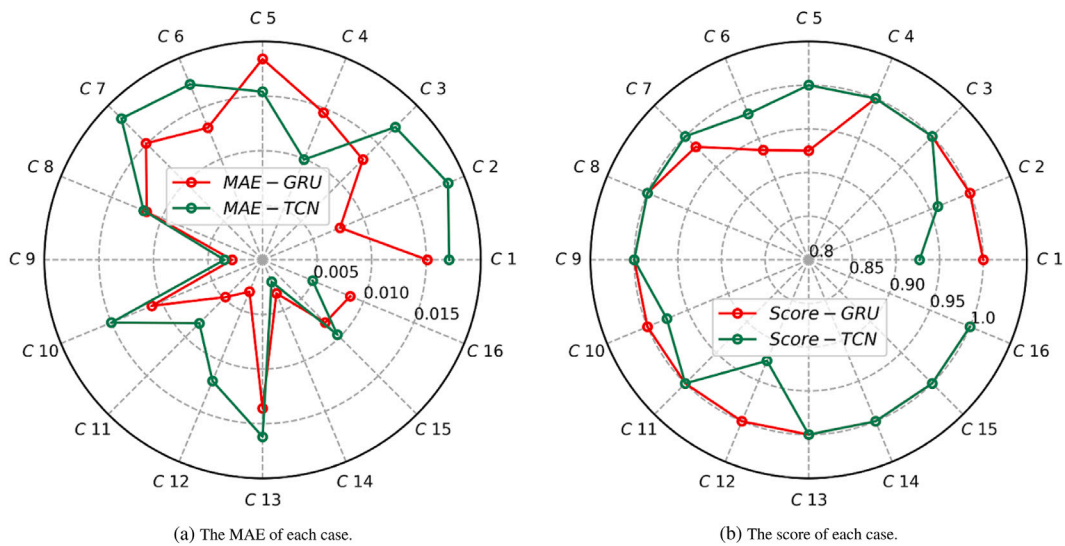 C 5
C 6
C 4
C 7
C 3
C 8
C 2
MAE – GRU
MAE – TCN
C 9
C 1
0.005
0.010
0.015
C 10
C 16
C 11
C 15
C 12
C 14
C 13
(a) The MAE of each case.
C 5
C 6
C 4
C 7
C 3
C 8
C 2
C 9
0.8
0.85
0.90
0.95
1.0
C 1
Score – GRU
Score – TCN
C 10
C 16
C 11
C 15
C 12
C 14
C 13
(b) The score of each case.